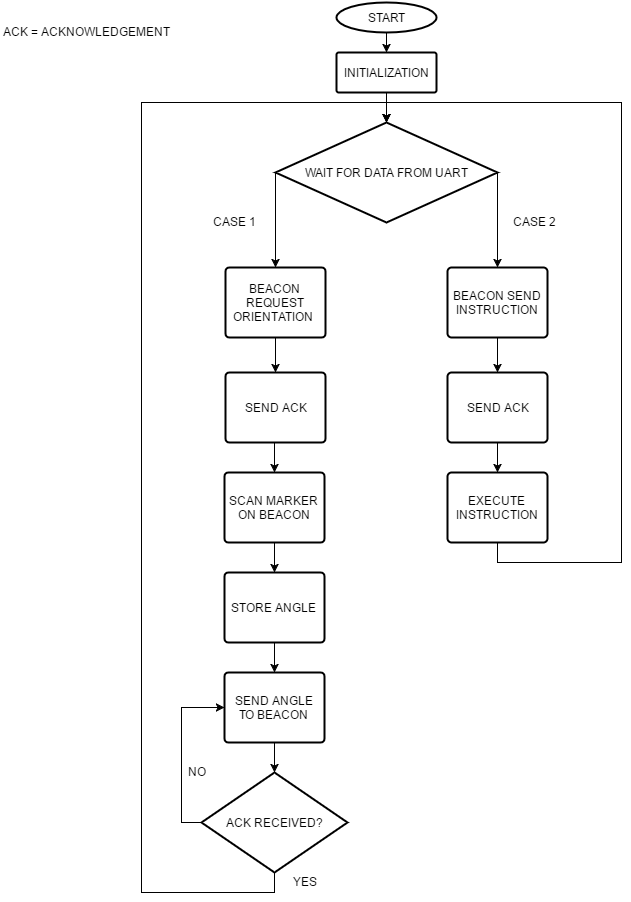 START
ACK = ACKNOWLEDGEMENT
INITIALIZATION
WAIT FOR DATA FROM UART
CASE 1
CASE 2
BEACON
REQUEST
ORIENTATION
BEACON SEND
INSTRUCTION
SEND ACK
SEND ACK
SCAN MARKER
ON BEACON
EXECUTE
INSTRUCTION
STORE ANGLE
SEND ANGLE
TO BEACON
NO
ACK RECEIVED?
YES